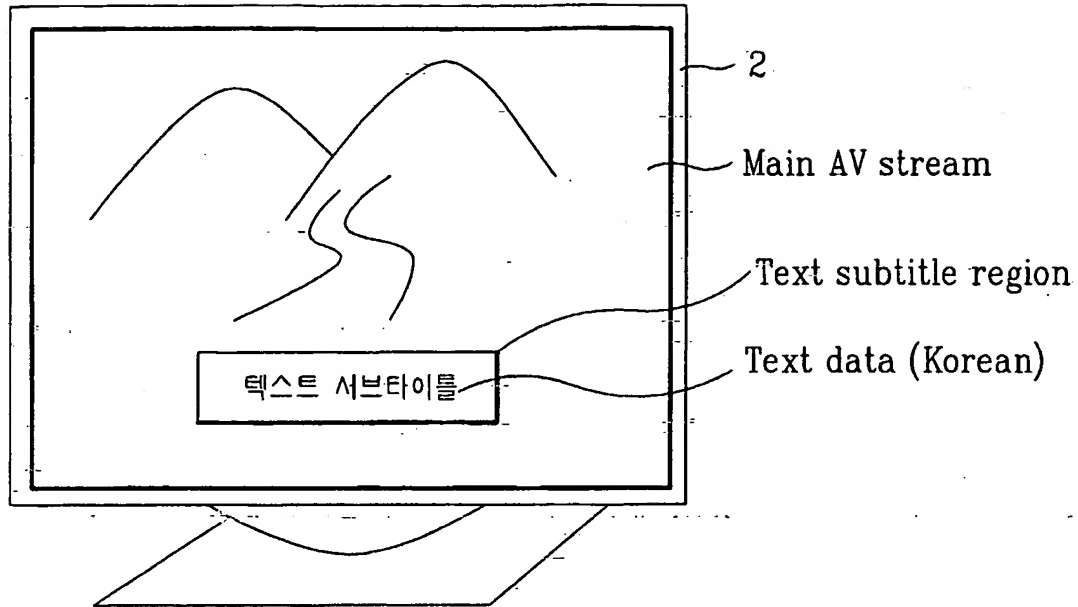 2
Main AV stream
Text subtitle region
Text data (Korean)
텍스트 서브타이틀